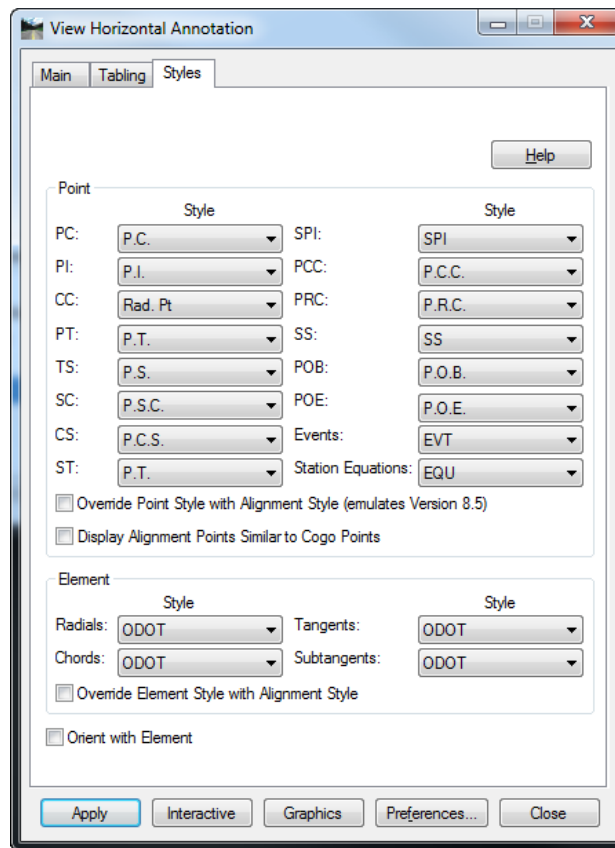 View Horizontal Annotation
Main Tabling Styles
Help
Point
Style Style
PC: P.C. SPI: SPI
PI: P.I. PCC: P.C.C.
CC: Rad. Pt PRC: P.R.C.
PT: P.T. SS: SS
TS: P.S. POB: P.O.B.
SC: P.S.C. POE: P.O.E.
CS: P.C.S. Events: EVT
ST: P.T. Station Equations: EQU
Override Point Style with Alignment Style (emulates Version 8.5)
Display Alignment Points Similar to Cogo Points
Element
Style Style
Radials: ODOT Tangents: ODOT
Chords: ODOT Subtangents: ODOT
Override Element Style with Alignment Style
Orient with Element
Apply Interactive Graphics Preferences... Close